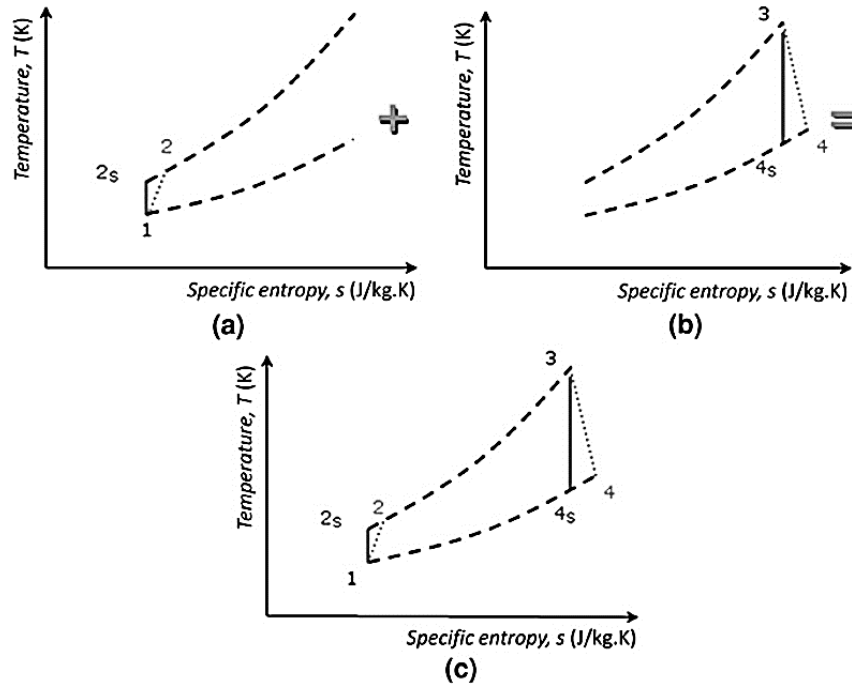 Temperature, T (K)
2s
2
1
Specific entropy, s (J/kg.K)
(a)
+
Temperature, T (K)
3
4s
4
Specific entropy, s (J/kg.K)
(b)
=
Temperature, T (K)
3
2s
2
1
4s
4
Specific entropy, s (J/kg.K)
(c)